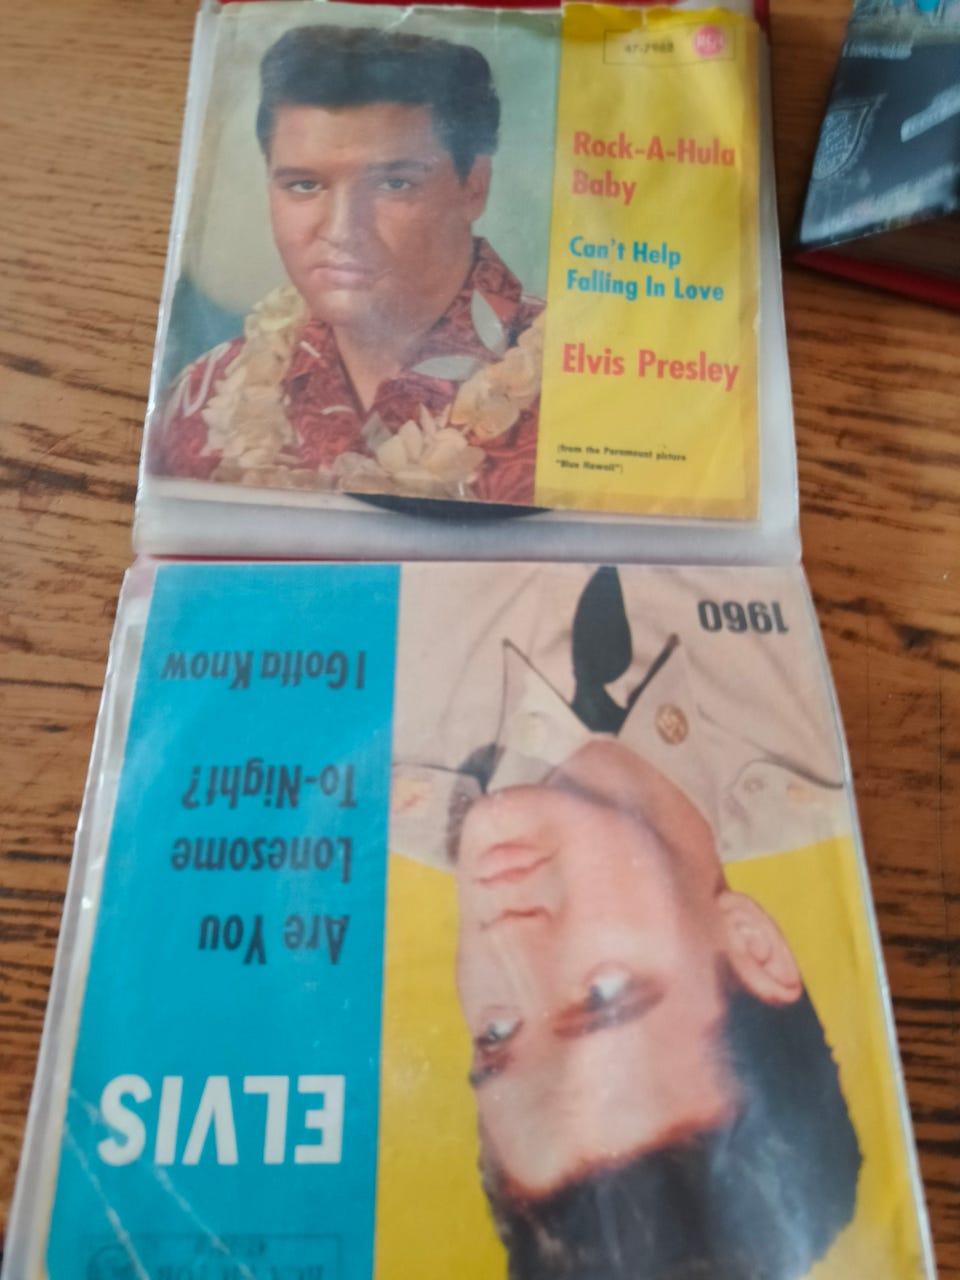 47-7968
RCA
Rock-A-Hula
Baby
Can't Help
Falling In Love
Elvis Presley
(from the Paramount picture
"Blue Hawaii")
ELVIS
Are You
Lonesome
To-Night?
I Gotta Know
1960